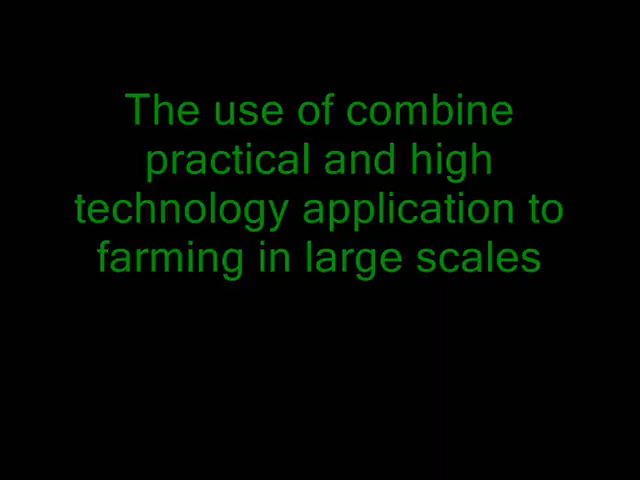 The use of combine
practical and high
technology application to
farming in large scales